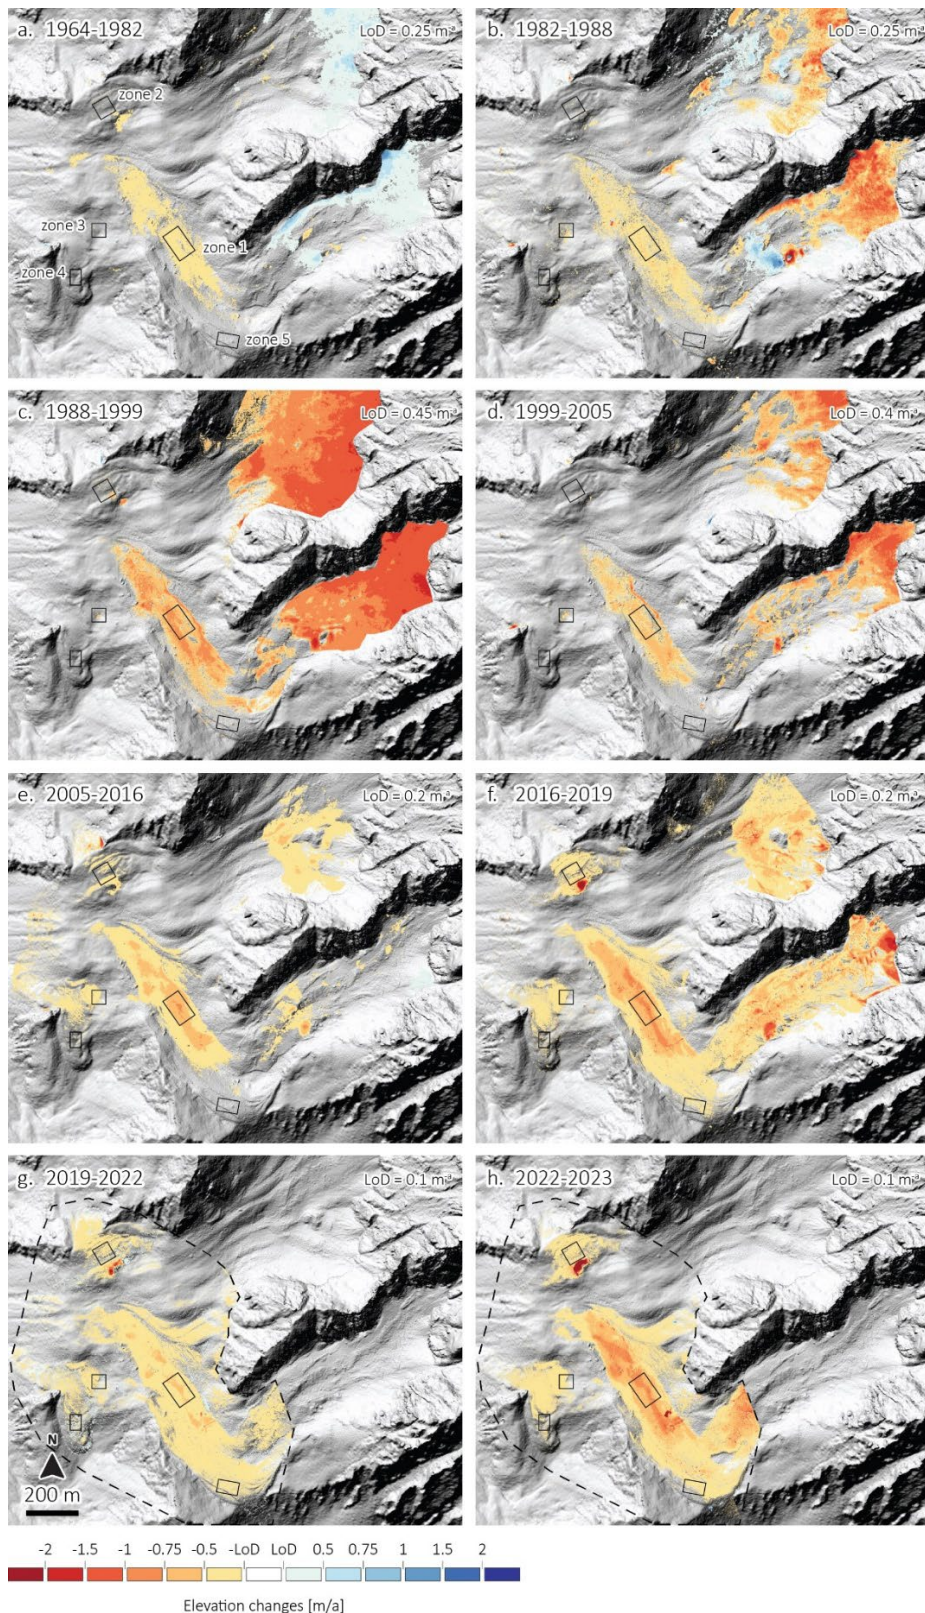 a. 1964-1982
LoD = 0.25 m⁻ᵃ
zone 2
zone 3
zone 1
zone 4
zone 5
b. 1982-1988
LoD = 0.25 m⁻ᵃ
c. 1988-1999
LoD = 0.45 m⁻ᵃ
d. 1999-2005
LoD = 0.4 m⁻ᵃ
e. 2005-2016
LoD = 0.2 m⁻ᵃ
f. 2016-2019
LoD = 0.2 m⁻ᵃ
g. 2019-2022
LoD = 0.1 m⁻ᵃ
N
200 m
h. 2022-2023
LoD = 0.1 m⁻ᵃ
-2 -1.5 -1 -0.75 -0.5 -LoD LoD 0.5 0.75 1 1.5 2
Elevation changes [m/a]